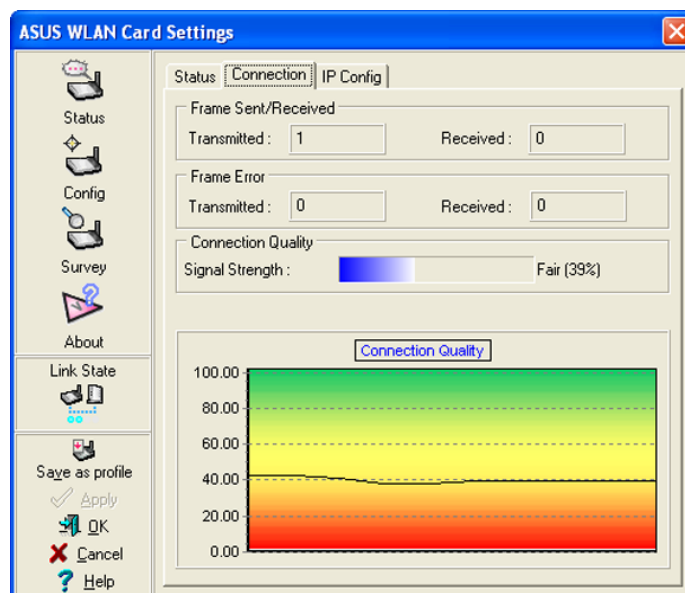 ASUS WLAN Card Settings
Status
Config
Survey
About
Link State
Save as profile
Apply
OK
Cancel
Help
Status Connection IP Config
Frame Sent/Received
Transmitted : 1 Received : 0
Frame Error
Transmitted : 0 Received : 0
Connection Quality
Signal Strength : Fair (39%)
Connection Quality
100.00
80.00
60.00
40.00
20.00
0.00